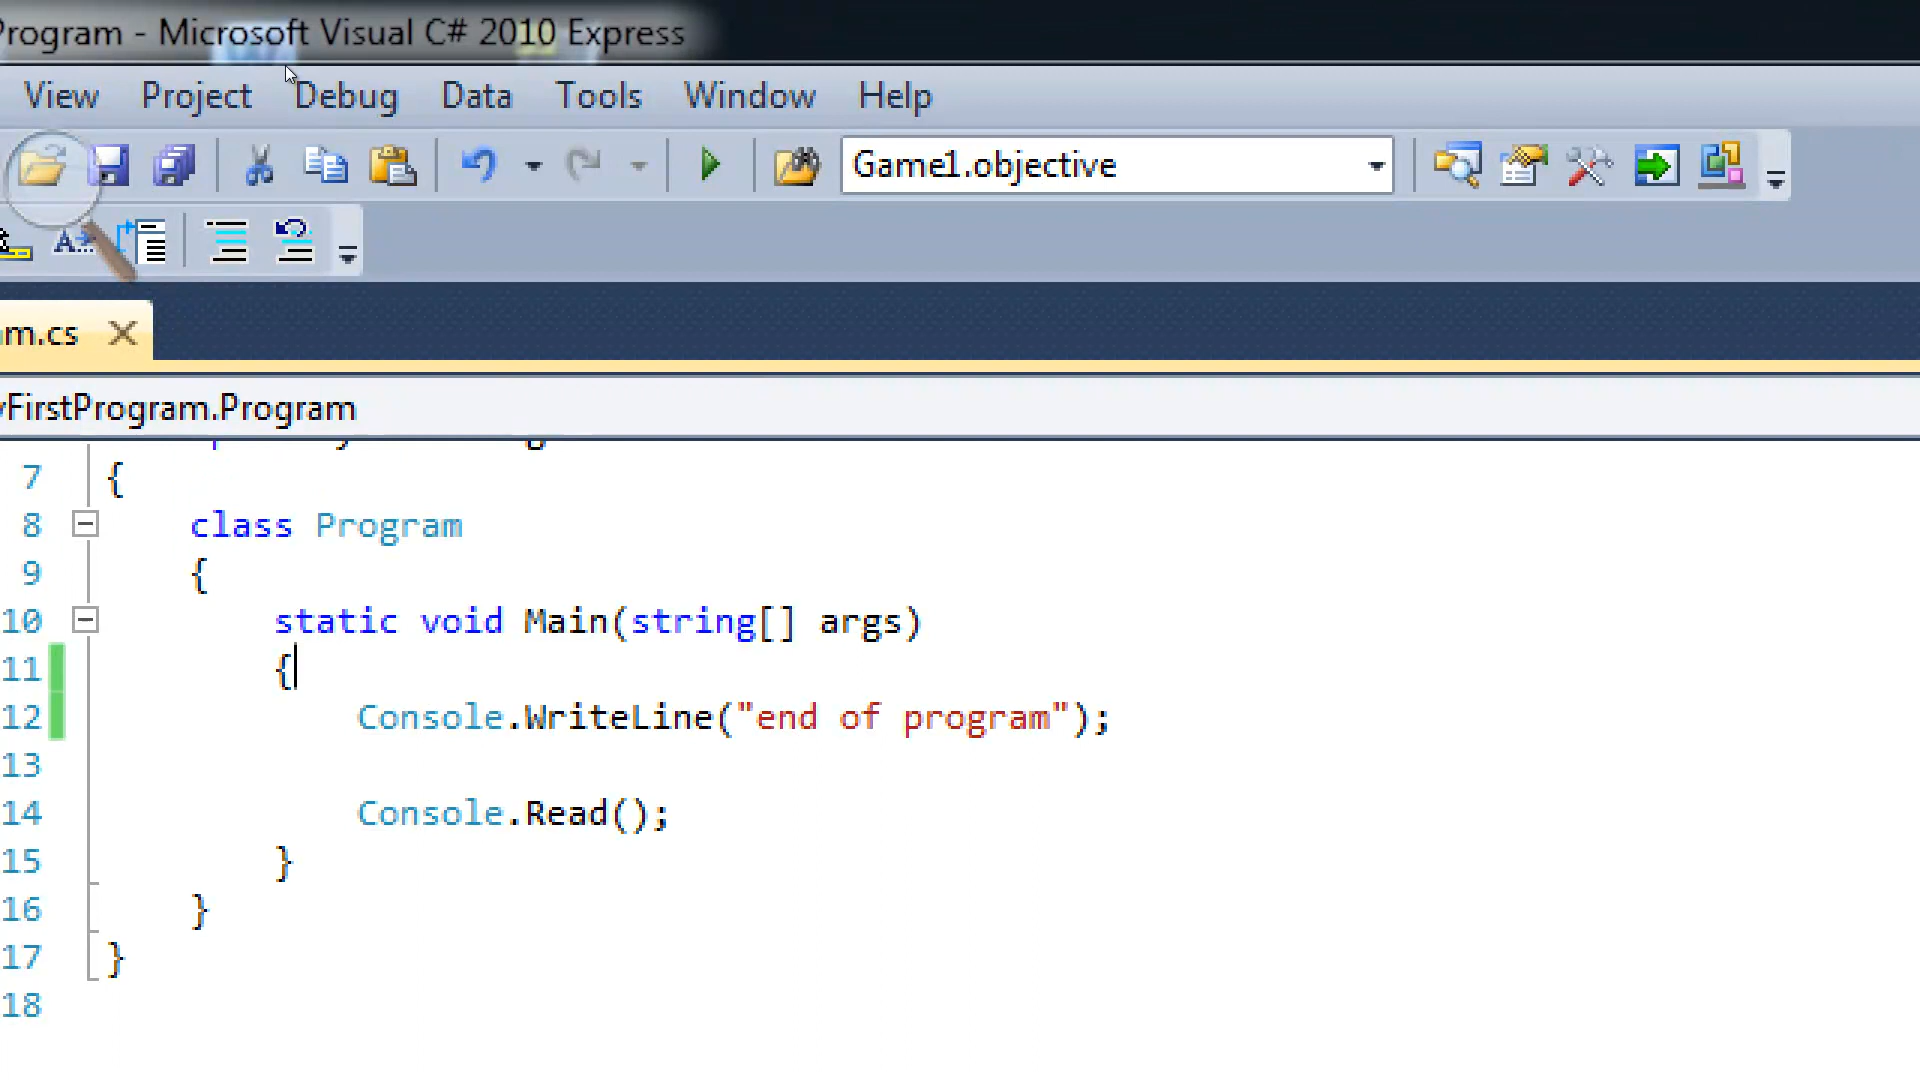 Program - Microsoft Visual C# 2010 Express
View Project Debug Data Tools Window Help
Game1.objective
A
m.cs
FirstProgram.Program
7 {
8 class Program
9 {
10 static void Main(string[] args)
11 {
12 Console.WriteLine("end of program");
13
14 Console.Read();
15 }
16 }
17 }
18